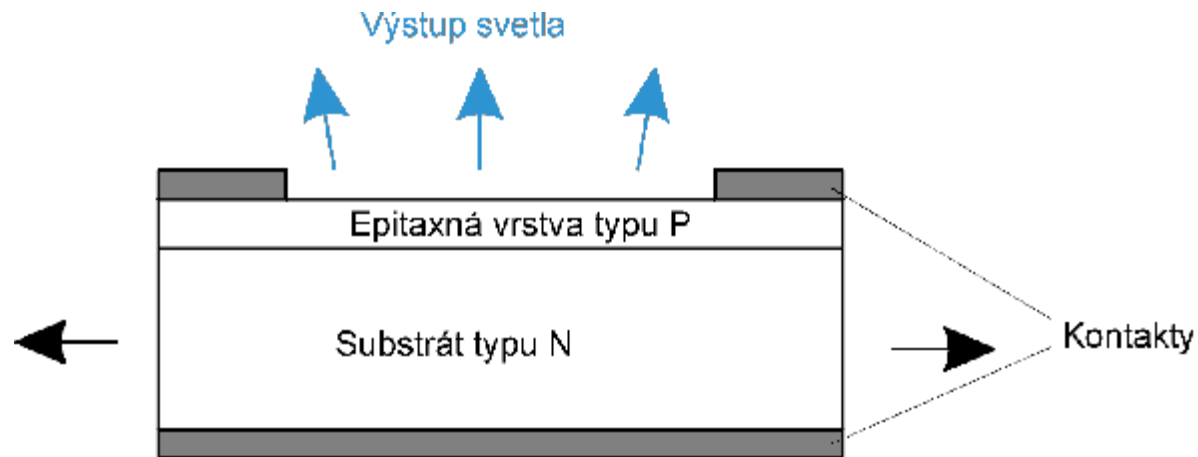 Výstup svetla
Epitaxná vrstva typu P
Substrát typu N
Kontakty